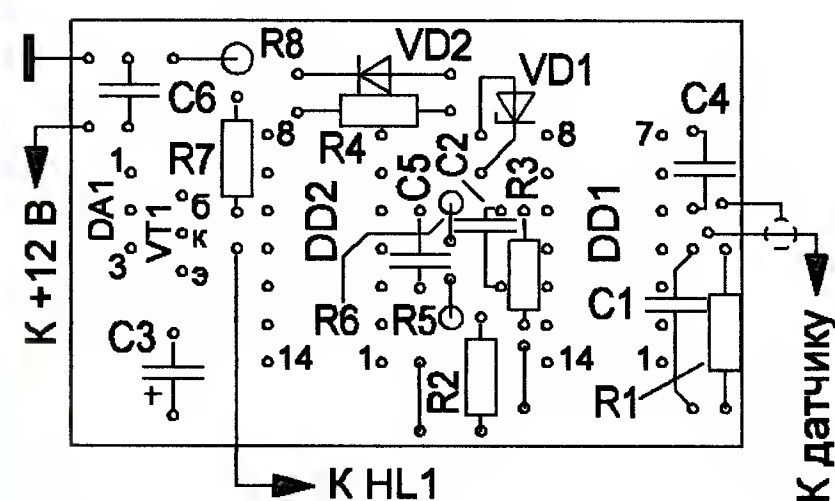 R8
VD2
VD1
C6
C4
8
R4
8
7
1
R7
C5
C2
R3
DA1
VT1
б
к
э
DD2
DD1
3
К +12 В
C3
+
R6
R5
C1
14
1
R2
14
1
R1
К датчику
К HL1